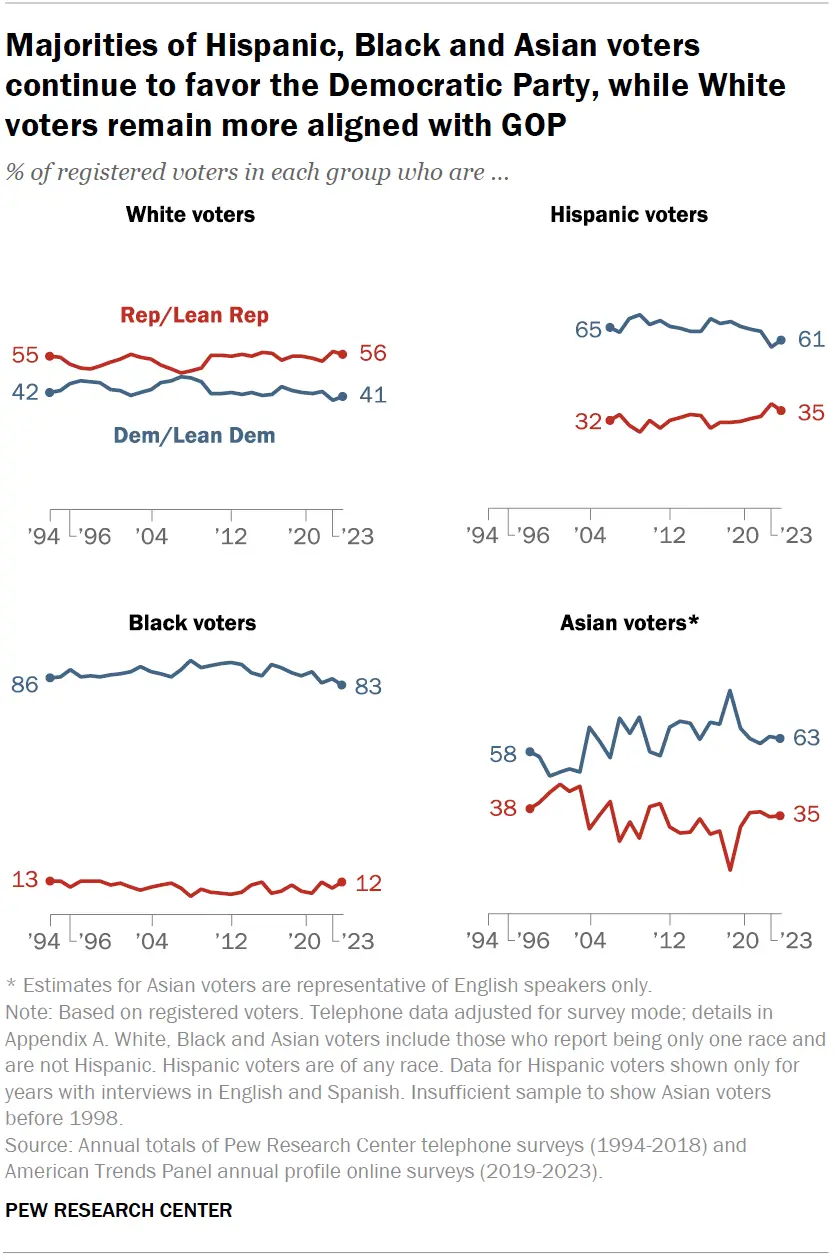 Majorities of Hispanic, Black and Asian voters
continue to favor the Democratic Party, while White
voters remain more aligned with GOP
% of registered voters in each group who are ...
White voters
Rep/Lean Rep
55
56
42
41
Dem/Lean Dem
’94 ’96 ’04 ’12 ’20 ’23
Hispanic voters
65
61
32
35
’94 ’96 ’04 ’12 ’20 ’23
Black voters
86
83
13
12
’94 ’96 ’04 ’12 ’20 ’23
Asian voters*
58
63
38
35
’94 ’96 ’04 ’12 ’20 ’23
* Estimates for Asian voters are representative of English speakers only.
Note: Based on registered voters. Telephone data adjusted for survey mode; details in
Appendix A. White, Black and Asian voters include those who report being only one race and
are not Hispanic. Hispanic voters are of any race. Data for Hispanic voters shown only for
years with interviews in English and Spanish. Insufficient sample to show Asian voters
before 1998.
Source: Annual totals of Pew Research Center telephone surveys (1994-2018) and
American Trends Panel annual profile online surveys (2019-2023).
PEW RESEARCH CENTER